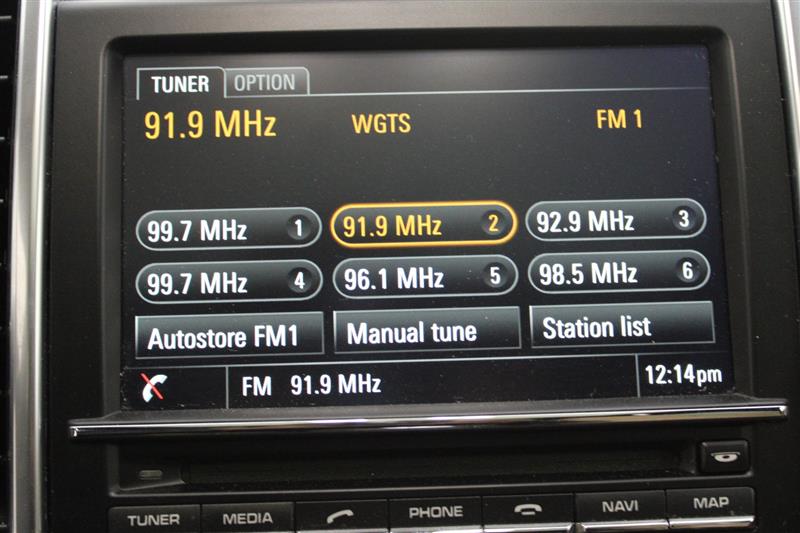 TUNER OPTION
91.9 MHz WGTS FM 1
99.7 MHz 1 91.9 MHz 2 92.9 MHz 3
99.7 MHz 4 96.1 MHz 5 98.5 MHz 6
Autostore FM1 Manual tune Station list
FM 91.9 MHz 12:14pm
TUNER MEDIA PHONE NAVI MAP